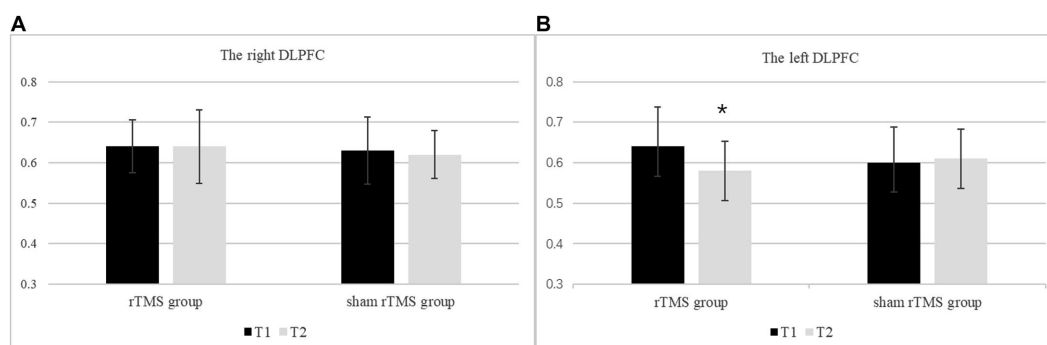 A
The right DLPFC
0.8
0.7
0.6
0.5
0.4
0.3
rTMS group
sham rTMS group
T1
T2
B
The left DLPFC
0.8
0.7
0.6
0.5
0.4
0.3
*
rTMS group
sham rTMS group
T1
T2